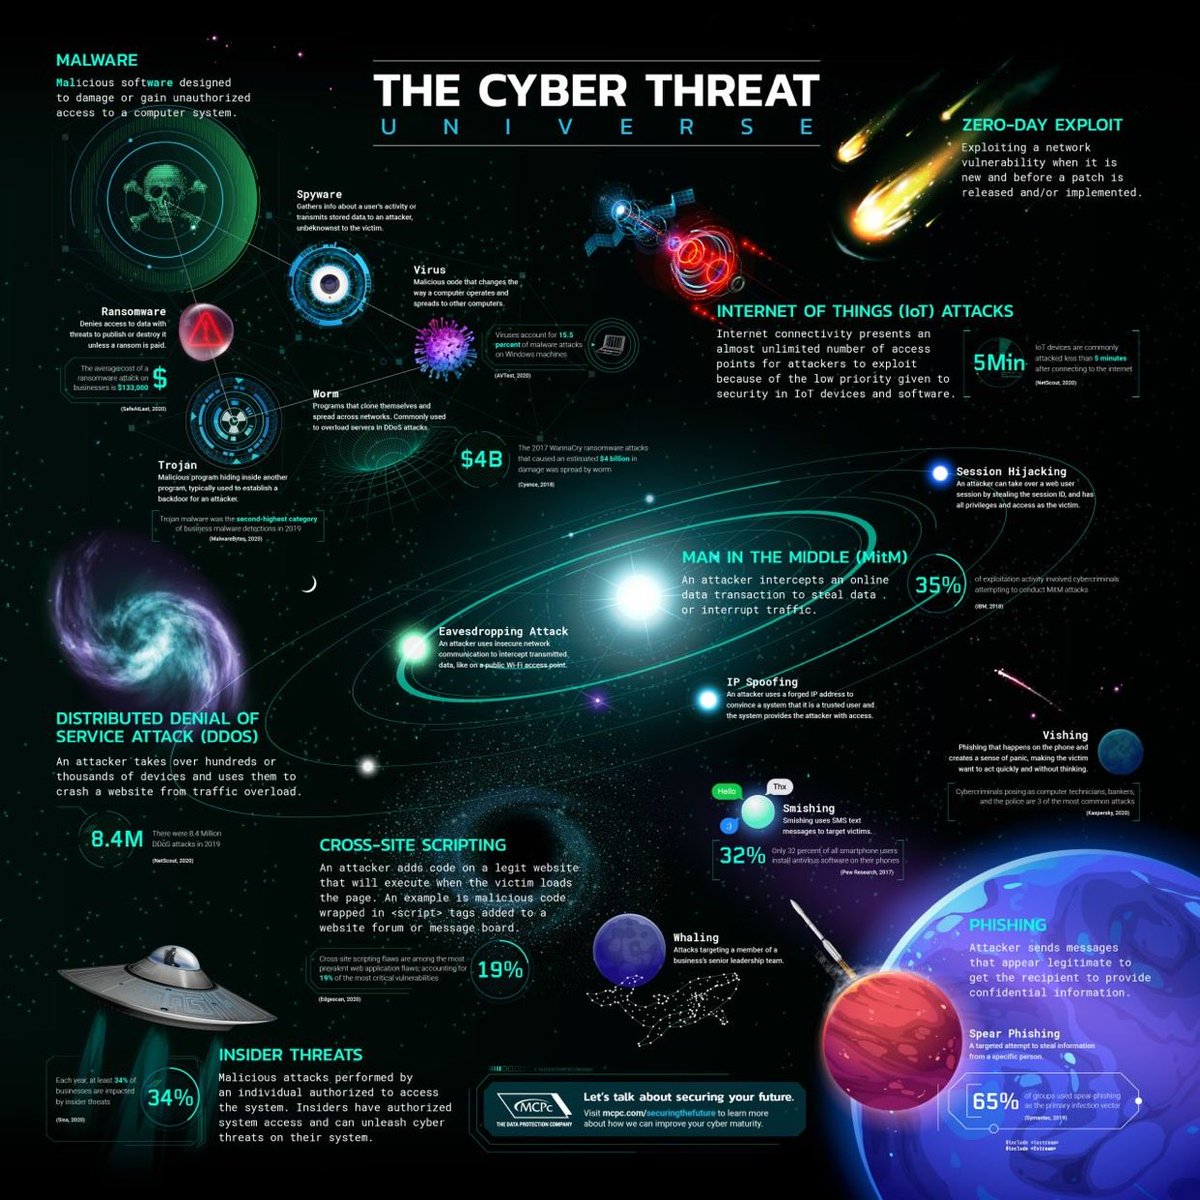 THE CYBER THREAT
UNIVERSE
MALWARE
Malicious software designed
to damage or gain unauthorized
access to a computer system.
Spyware
Gathers info about a user's activity or
transmits stored data to an attacker,
unbeknownst to the victim.
Virus
Malicious code that changes the
way a computer operates and
spreads to other computers.
Viruses account for 15.5
percent of malware attacks
on Windows machines
(AVTest, 2020)
Ransomware
Denies access to data with
threats to publish or destroy it
unless a ransom is paid.
The average cost of a
ransomware attack on
businesses is $133,000
$
(SafeAtLast, 2020)
Worm
Programs that clone themselves and
spread across networks. Commonly used
to overload servers in DDoS attacks.
$4B
The 2017 WannaCry ransomware attacks
that caused an estimated $4 billion in
damage was spread by worm
(Cyence, 2018)
Trojan
Malicious program hiding inside another
program, typically used to establish a
backdoor for an attacker.
Trojan malware was the second-highest category
of business malware detections in 2019
(MalwareBytes, 2020)
ZERO-DAY EXPLOIT
Exploiting a network
vulnerability when it is
new and before a patch is
released and/or implemented.
INTERNET OF THINGS (IoT) ATTACKS
Internet connectivity presents an
almost unlimited number of access
points for attackers to exploit
because of the low priority given to
security in IoT devices and software.
5Min
IoT devices are commonly
attacked less than 5 minutes
after connecting to the internet
(NetScout, 2020)
Session Hijacking
An attacker can take over a web user
session by stealing the session ID, and has
all privileges and access as the victim.
MAN IN THE MIDDLE (MitM)
An attacker intercepts an online
data transaction to steal data
or interrupt traffic.
35%
of exploitation activity involved cybercriminals
attempting to conduct MitM attacks
(IBM, 2018)
Eavesdropping Attack
An attacker uses insecure network
communication to intercept transmitted
data, like on a public Wi-Fi access point.
IP Spoofing
An attacker uses a forged IP address to
convince a system that it is a trusted user and
the system provides the attacker with access.
DISTRIBUTED DENIAL OF
SERVICE ATTACK (DDOS)
An attacker takes over hundreds or
thousands of devices and uses them to
crash a website from traffic overload.
8.4M
There were 8.4 Million
DDoS attacks in 2019
(NetScout, 2020)
Vishing
Phishing that happens on the phone and
creates a sense of panic, making the victim
want to act quickly and without thinking.
Cybercriminals posing as computer technicians, bankers,
and the police are 3 of the most common attacks
(Kaspersky, 2020)
Hello
Thx
:)
Smishing
Smishing uses SMS text
messages to target victims.
32%
Only 32 percent of all smartphone users
install antivirus software on their phones
(Pew Research, 2017)
CROSS-SITE SCRIPTING
An attacker adds code on a legit website
that will execute when the victim loads
the page. An example is malicious code
wrapped in <script> tags added to a
website forum or message board.
Cross site scripting flaws are among the most
prevalent web application flaws, accounting for
19% of the most critical vulnerabilities
19%
(Edgescan, 2020)
Whaling
Attacks targeting a member of a
business's senior leadership team.
PHISHING
Attacker sends messages
that appear legitimate to
get the recipient to provide
confidential information.
Spear Phishing
A targeted attempt to steal information
from a specific person.
65%
of groups used spear-phishing
as the primary infection vector
(Symantec, 2019)
#include <iostream>
#include <fstream>
INSIDER THREATS
Malicious attacks performed by
an individual authorized to access
the system. Insiders have authorized
system access and can unleash cyber
threats on their system.
Each year, at least 34% of
businesses are impacted
by insider threats
34%
(Sisa, 2020)
MCPc
THE DATA PROTECTION COMPANY
Let's talk about securing your future.
Visit mcpc.com/securingthefuture to learn more
about how we can improve your cyber maturity.